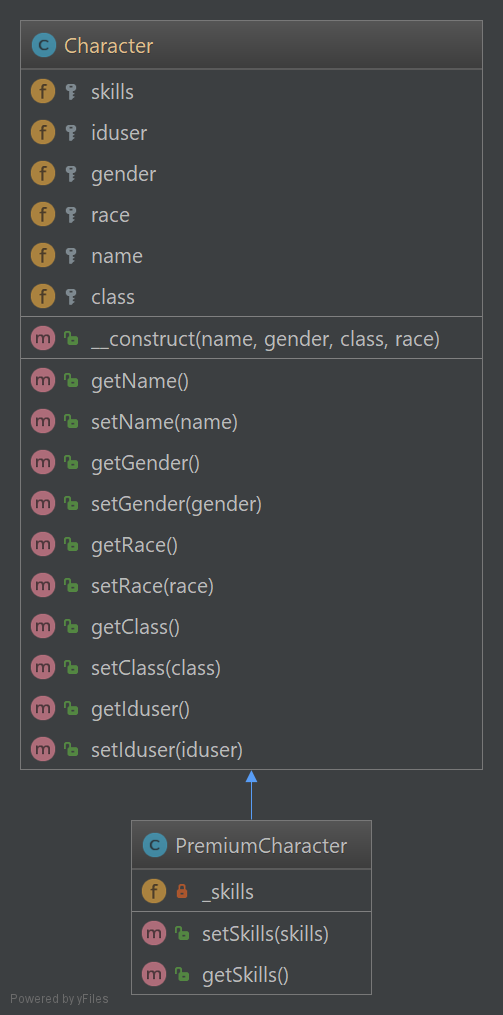 C Character
f skills
f iduser
f gender
f race
f name
f class
m __construct(name, gender, class, race)
m getName()
m setName(name)
m getGender()
m setGender(gender)
m getRace()
m setRace(race)
m getClass()
m setClass(class)
m getIduser()
m setIduser(iduser)
C PremiumCharacter
f _skills
m setSkills(skills)
m getSkills()
Powered by yFiles